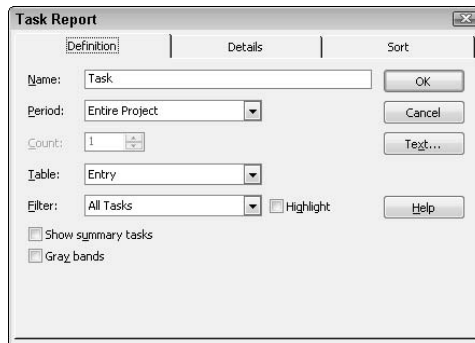 Task Report
Definition Details Sort
Name: Task OK
Period: Entire Project Cancel
Count: 1 Text...
Table: Entry
Filter: All Tasks Highlight Help
Show summary tasks
Gray bands